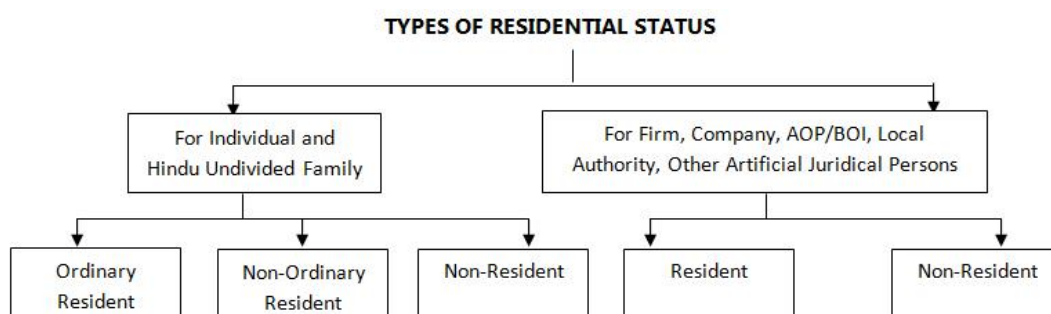 TYPES OF RESIDENTIAL STATUS
For Individual and
Hindu Undivided Family
For Firm, Company, AOP/BOI, Local
Authority, Other Artificial Juridical Persons
Ordinary
Resident
Non-Ordinary
Resident
Non-Resident
Resident
Non-Resident